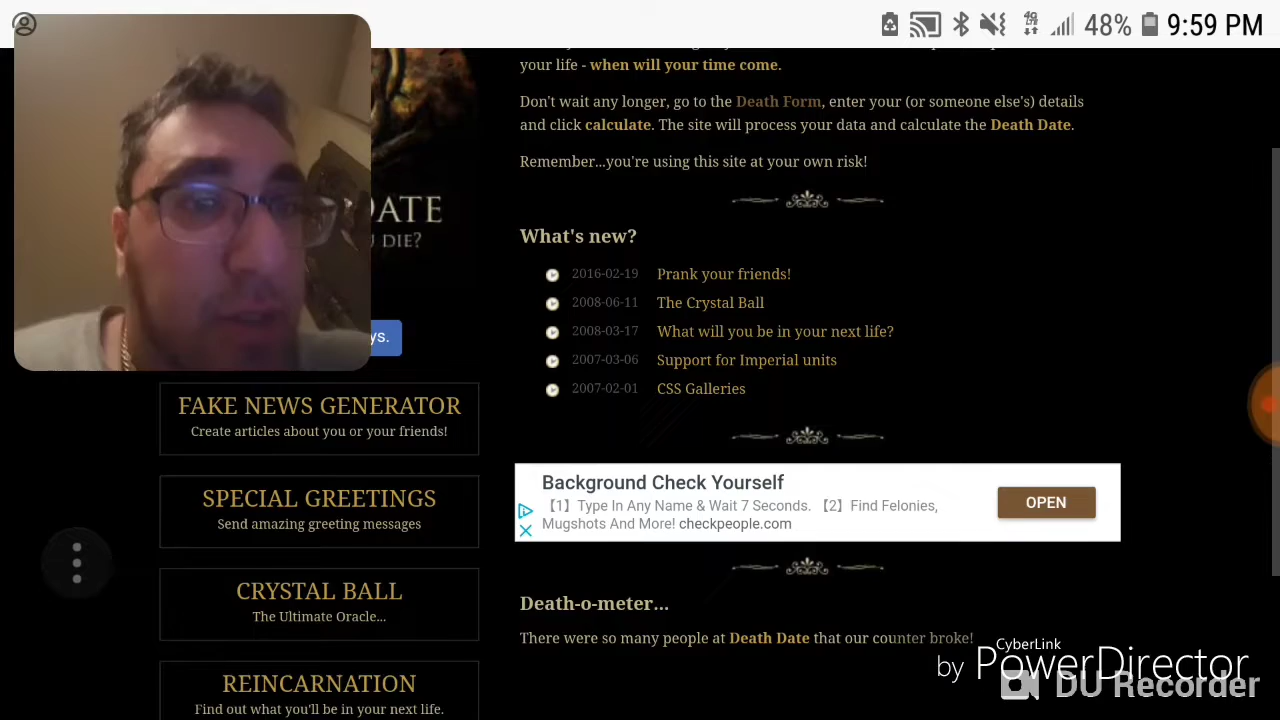 48% 9:59 PM
your life - when will your time come.
Don't wait any longer, go to the Death Form, enter your (or someone else's) details
and click calculate. The site will process your data and calculate the Death Date.
Remember...you're using this site at your own risk!
DATE
U DIE?
ys.
What's new?
2016-02-19 Prank your friends!
2008-06-11 The Crystal Ball
2008-03-17 What will you be in your next life?
2007-03-06 Support for Imperial units
2007-02-01 CSS Galleries
FAKE NEWS GENERATOR
Create articles about you or your friends!
SPECIAL GREETINGS
Send amazing greeting messages
CRYSTAL BALL
The Ultimate Oracle...
REINCARNATION
Find out what you'll be in your next life.
Background Check Yourself
【1】Type In Any Name & Wait 7 Seconds. 【2】Find Felonies,
Mugshots And More! checkpeople.com
OPEN
Death-o-meter...
There were so many people at Death Date that our counter broke!
CyberLink
by PowerDirector
DU Recorder